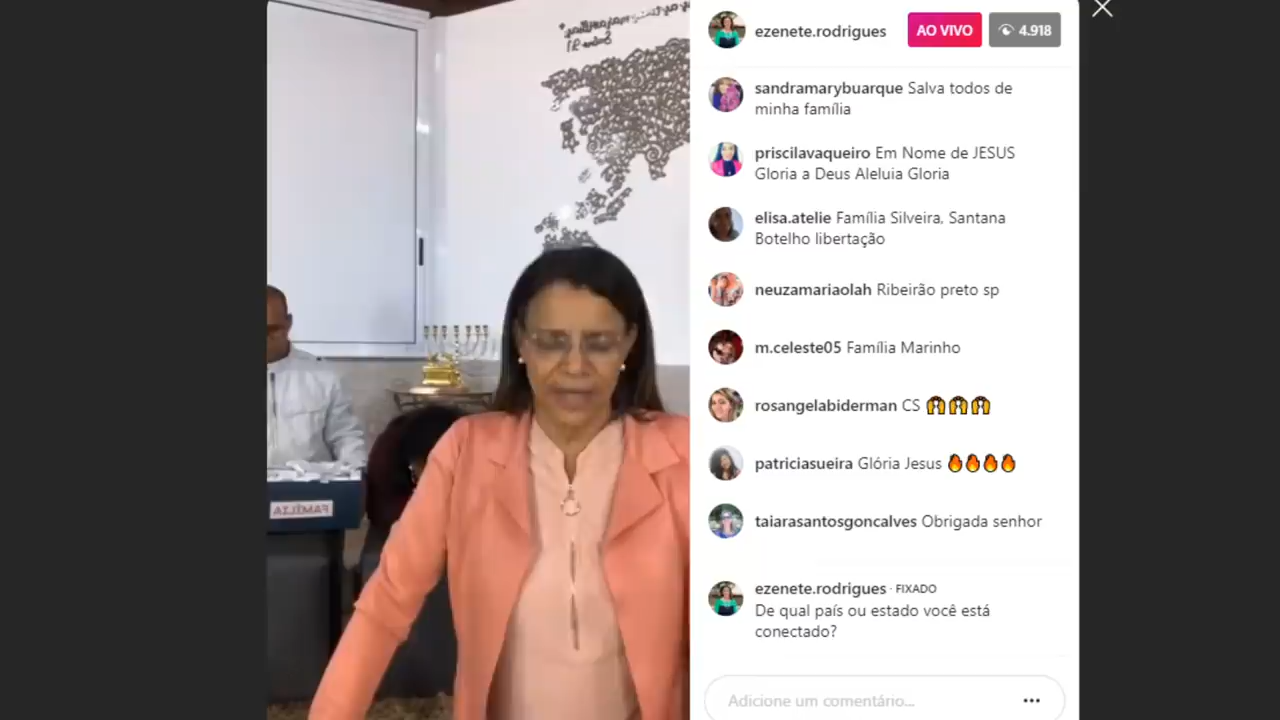 ezenete.rodrigues AO VIVO 4.918
sandramarybuarque Salva todos de
minha família
priscilavaqueiro Em Nome de JESUS
Gloria a Deus Aleluia Gloria
elisa.atelie Família Silveira, Santana
Botelho libertação
neuzamariaolah Ribeirão preto sp
m.celeste05 Família Marinho
rosangelabiderman CS 🙌🙌🙌
patriciasueira Glória Jesus 🔥🔥🔥🔥
taiarasantosgoncalves Obrigada senhor
ezenete.rodrigues · FIXADO
De qual país ou estado você está
conectado?
Adicione um comentário...
FAMÍLIA